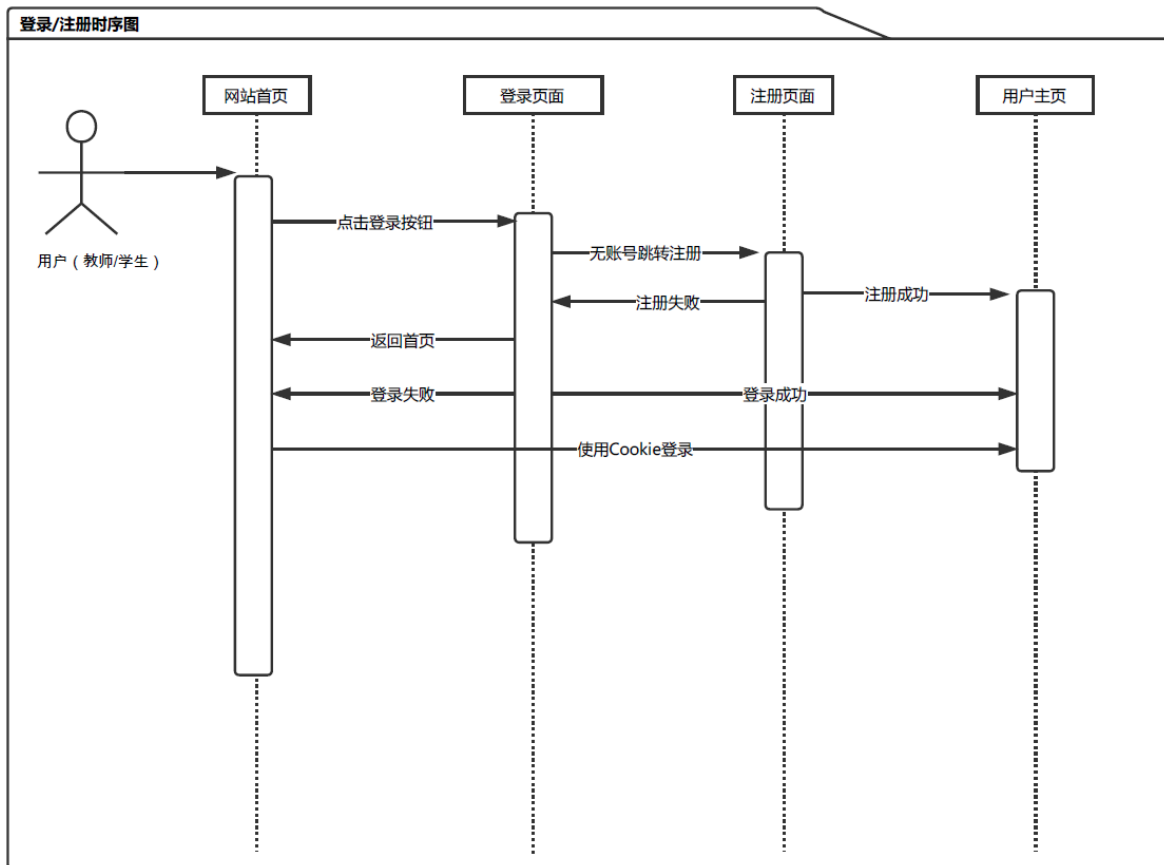 登录/注册时序图
网站首页
登录页面
注册页面
用户主页
用户（教师/学生）
点击登录按钮
无账号跳转注册
注册成功
注册失败
返回首页
登录失败
登录成功
使用Cookie登录